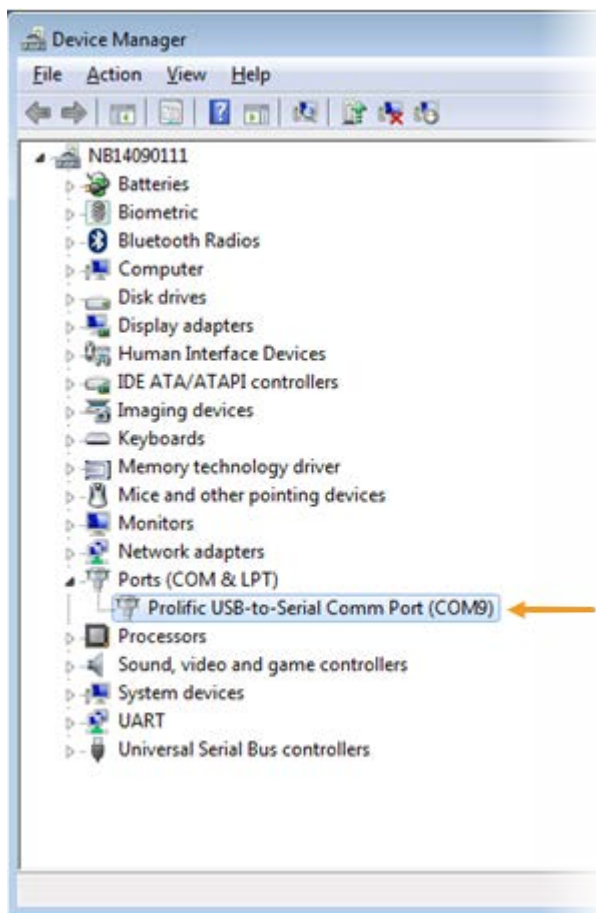 Device Manager
File Action View Help
NB14090111
Batteries
Biometric
Bluetooth Radios
Computer
Disk drives
Display adapters
Human Interface Devices
IDE ATA/ATAPI controllers
Imaging devices
Keyboards
Memory technology driver
Mice and other pointing devices
Monitors
Network adapters
Ports (COM & LPT)
Prolific USB-to-Serial Comm Port (COM9)
Processors
Sound, video and game controllers
System devices
UART
Universal Serial Bus controllers